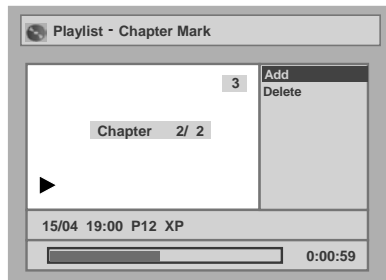 Playlist - Chapter Mark
3
Add
Delete
Chapter 2/ 2
15/04 19:00 P12 XP
0:00:59